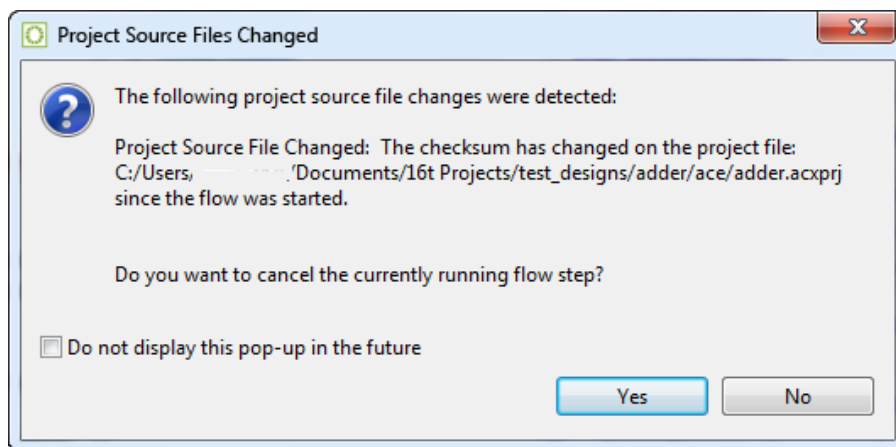 Project Source Files Changed
The following project source file changes were detected:
Project Source File Changed: The checksum has changed on the project file:
C:/Users/ /Documents/16t Projects/test_designs/adder/ace/adder.acxprj
since the flow was started.
Do you want to cancel the currently running flow step?
Do not display this pop-up in the future
Yes No